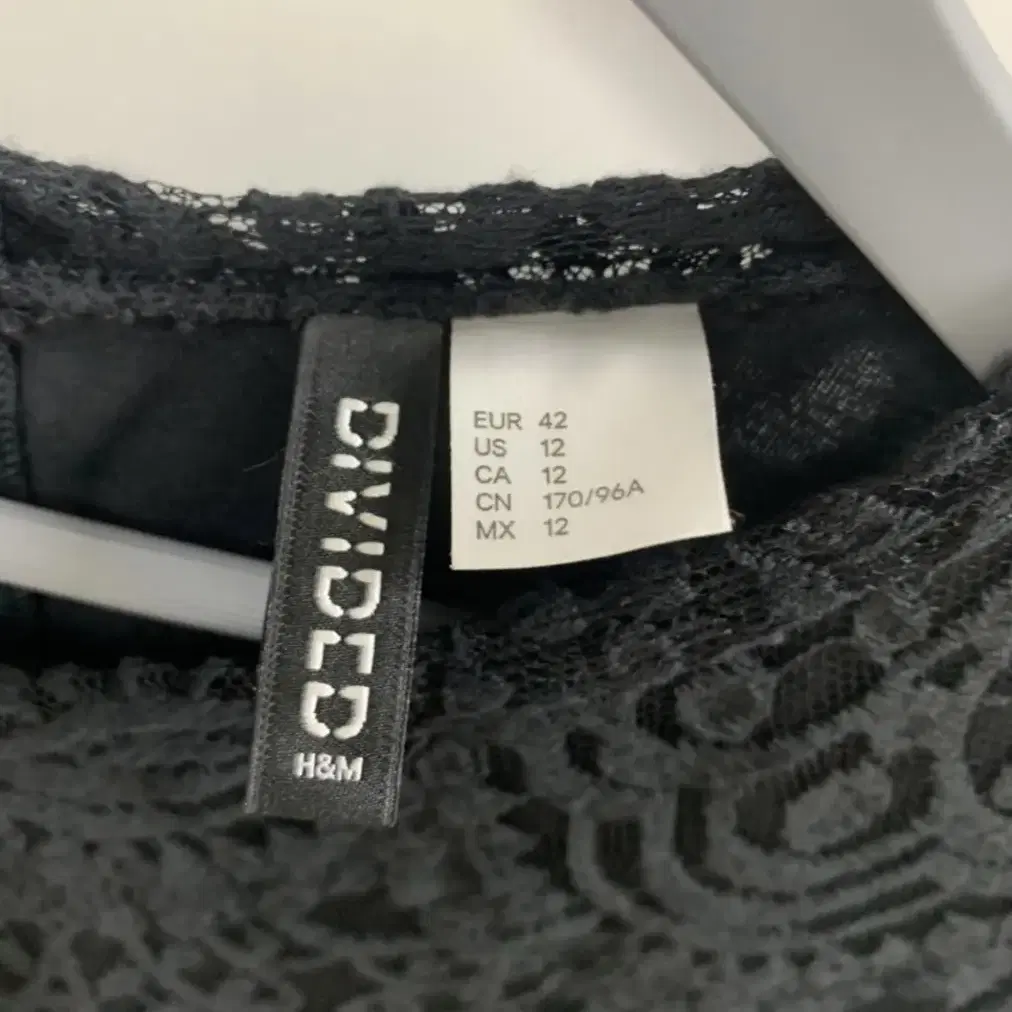 DIVIDED
H&M
EUR 42
US 12
CA 12
CN 170/96A
MX 12